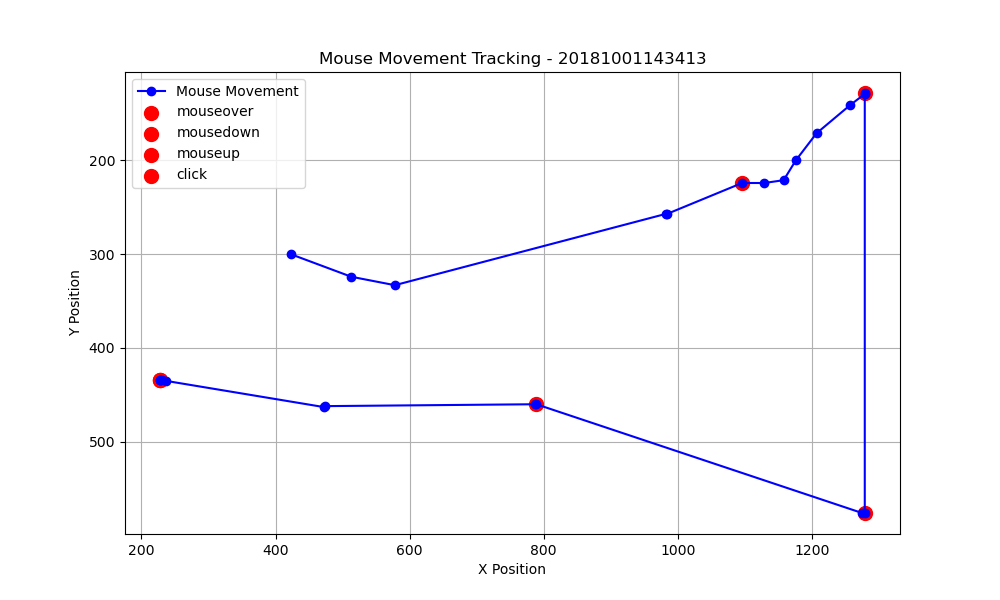 Mouse Movement Tracking - 20181001143413
Mouse Movement
mouseover
mousedown
mouseup
click
200
300
400
500
Y Position
200
400
600
800
1000
1200
X Position